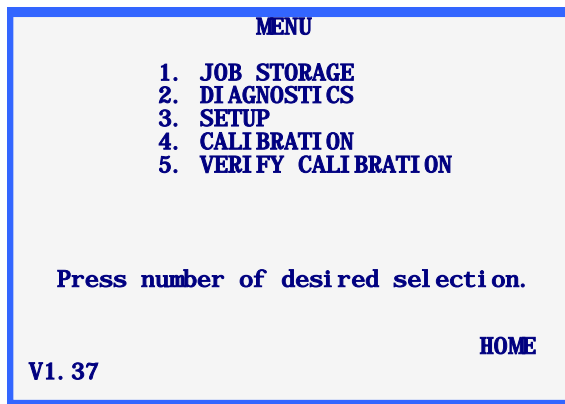 MENU
1. JOB STORAGE
2. DIAGNOSTICS
3. SETUP
4. CALIBRATION
5. VERIFY CALIBRATION
Press number of desired selection.
HOME
V1.37